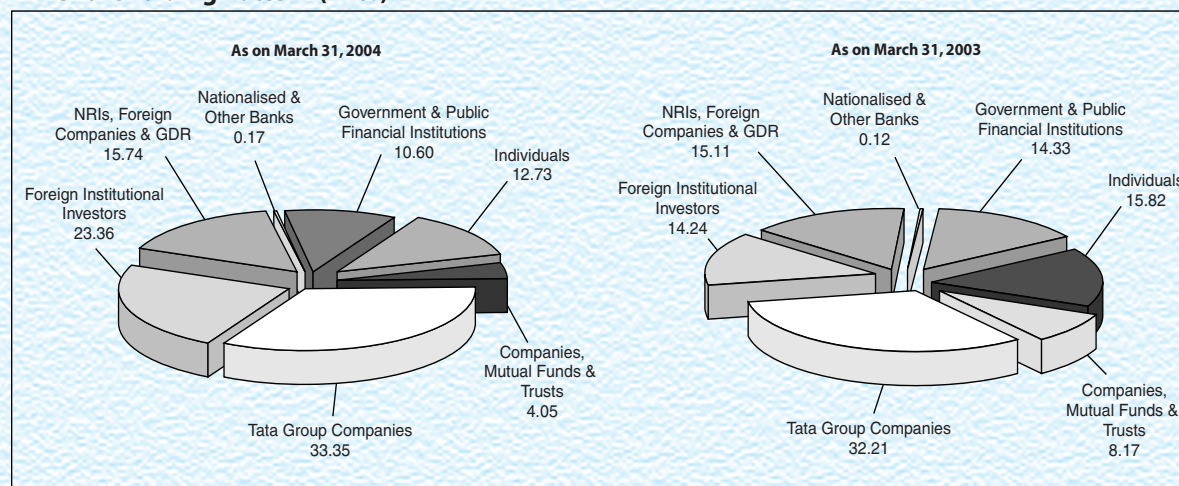 As on March 31, 2004
Nationalised &
Other Banks
0.17
NRIs, Foreign
Companies & GDR
15.74
Government & Public
Financial Institutions
10.60
Individuals
12.73
Foreign Institutional
Investors
23.36
Companies,
Mutual Funds &
Trusts
4.05
Tata Group Companies
33.35
As on March 31, 2003
Nationalised &
Other Banks
0.12
NRIs, Foreign
Companies & GDR
15.11
Government & Public
Financial Institutions
14.33
Individuals
15.82
Foreign Institutional
Investors
14.24
Companies,
Mutual Funds &
Trusts
8.17
Tata Group Companies
32.21